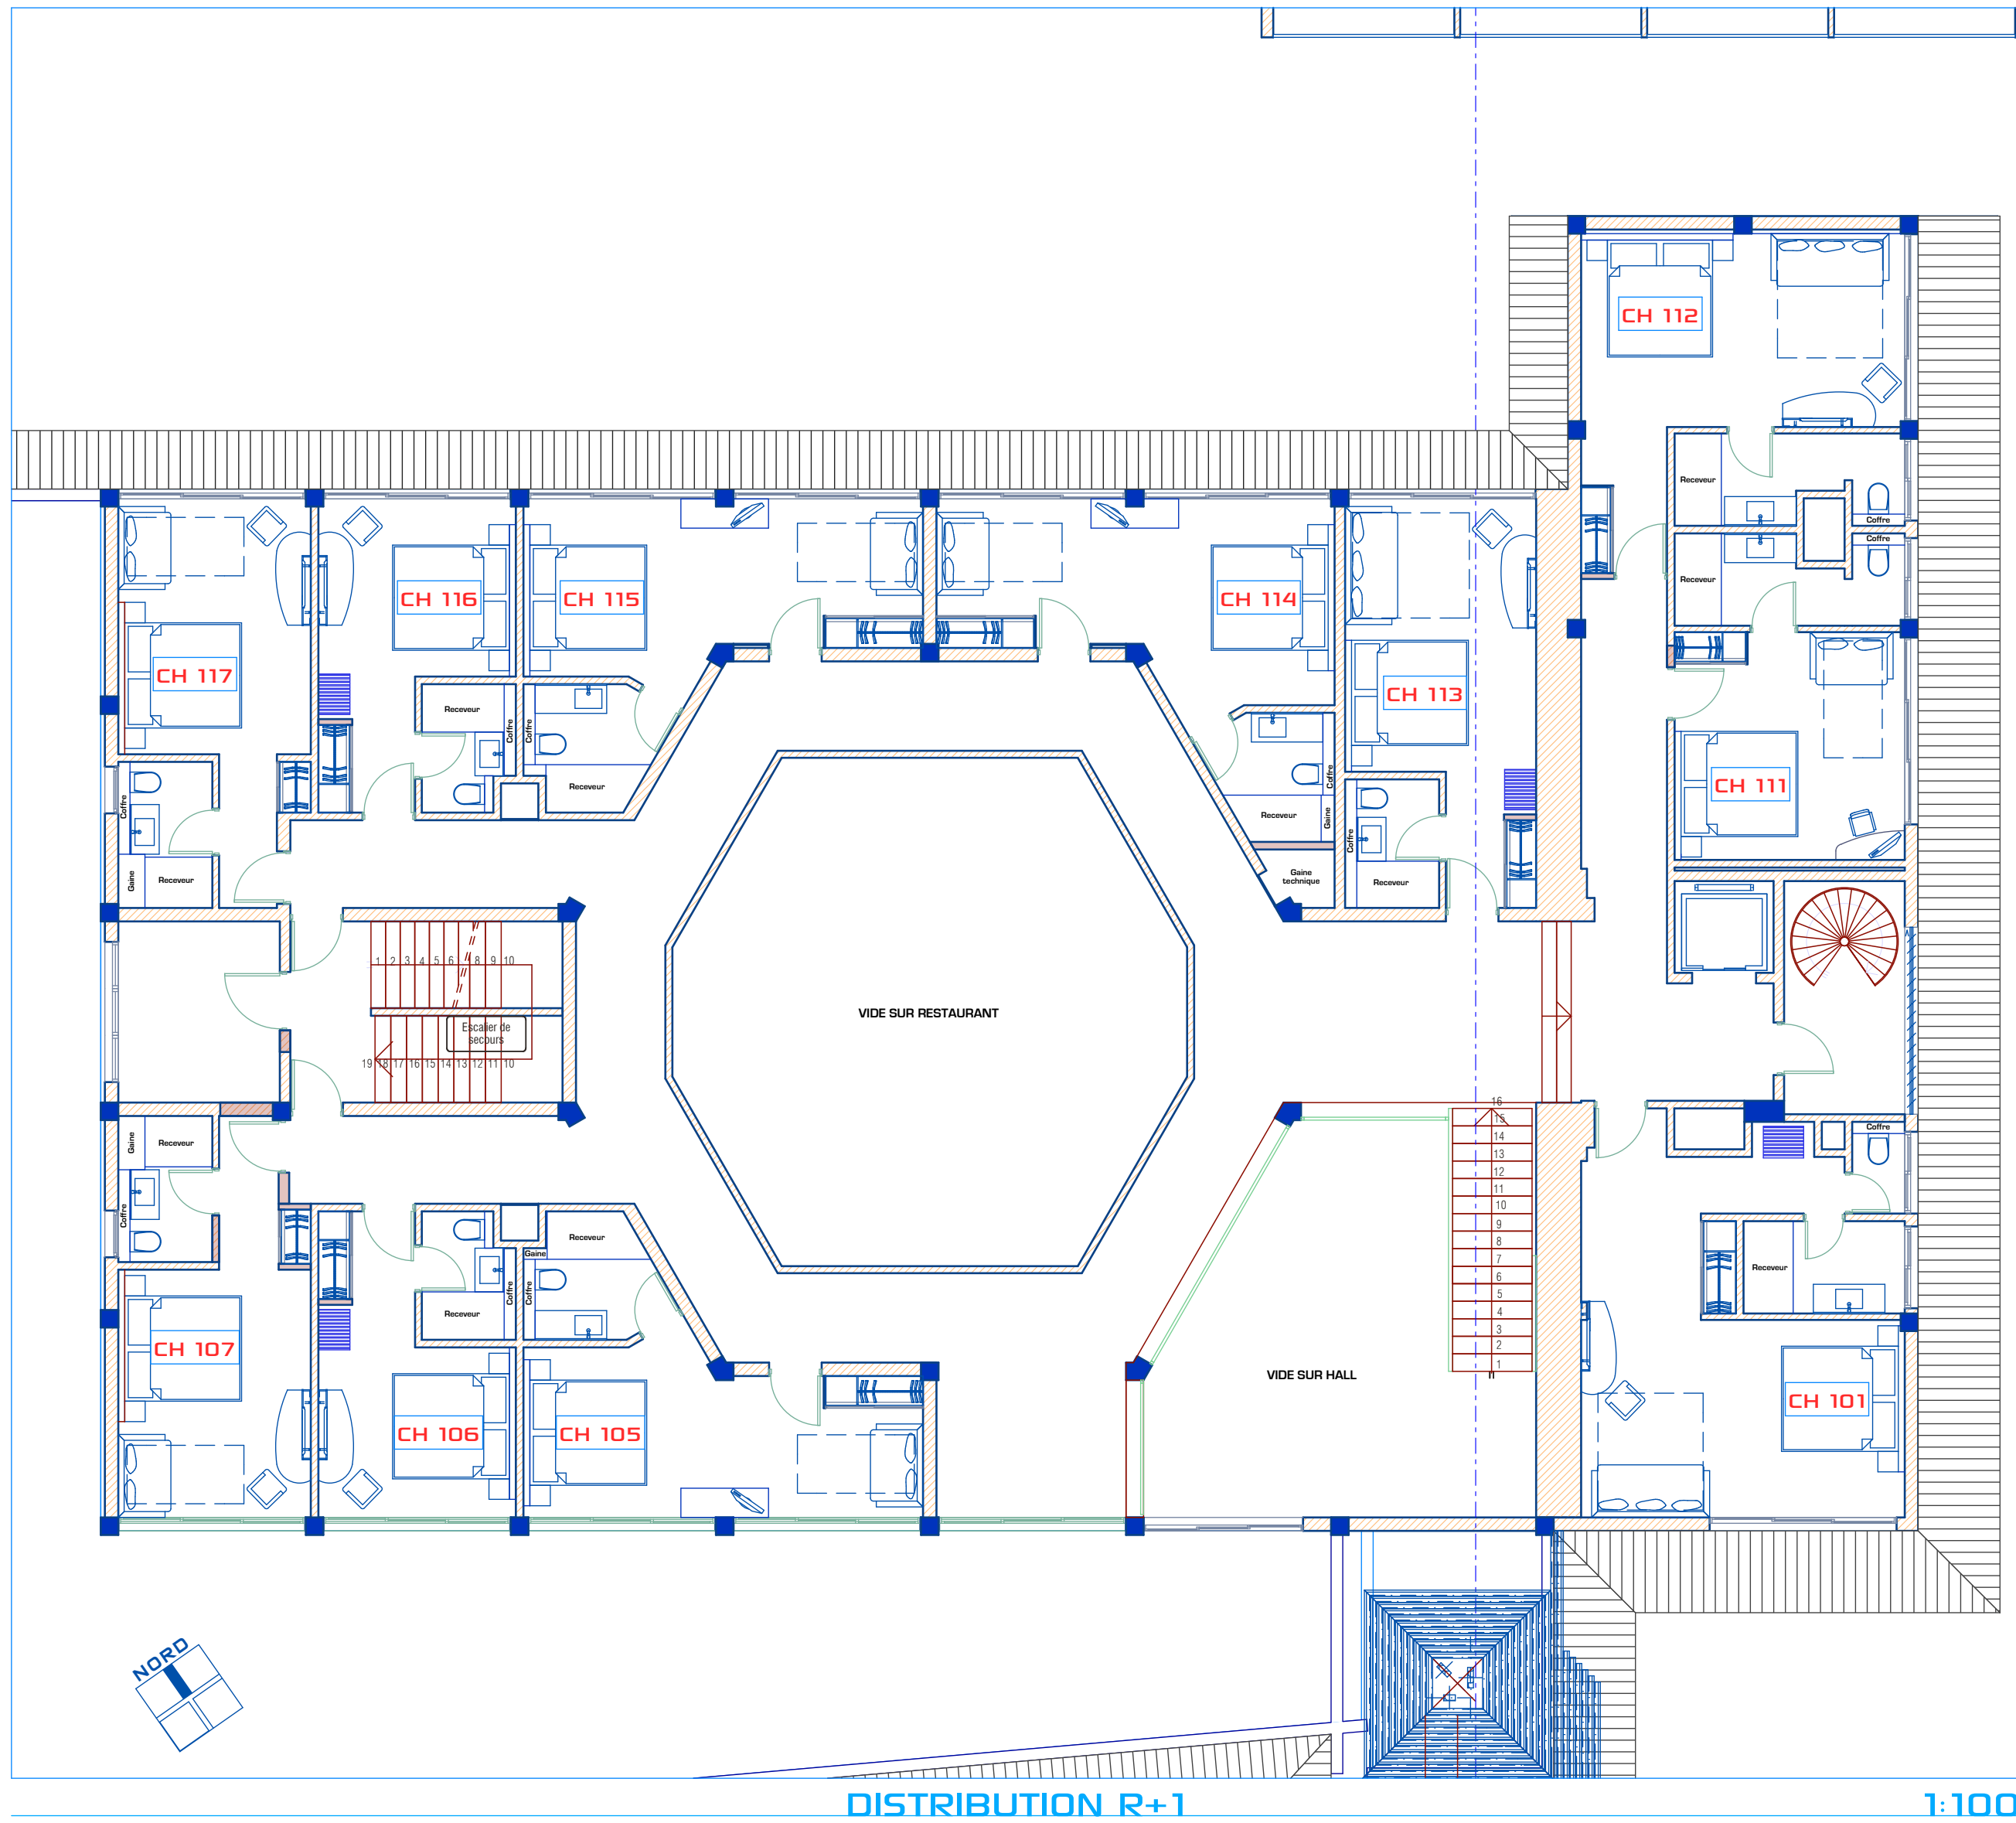 CH 112
Receveur
Coffre
Coffre
Receveur
CH 116
CH 115
CH 114
CH 117
CH 113
Receveur
Coffre
Coffre
Receveur
Coffre
Receveur
Gaine
CH 111
Coffre
Gaine
Receveur
Gaine
technique
Coffre
Receveur
1 2 3 4 5 6 8 9 10
VIDE SUR RESTAURANT
Escalier de
secours
19 18 17 16 15 14 13 12 11 10
Gaine
Receveur
Coffre
Coffre
Receveur
Gaine
Coffre
Coffre
Receveur
Receveur
16
15
14
13
12
11
10
9
8
7
6
5
4
3
2
1
VIDE SUR HALL
CH 107
CH 106
CH 105
CH 101
NORD
DISTRIBUTION R+1
1:100